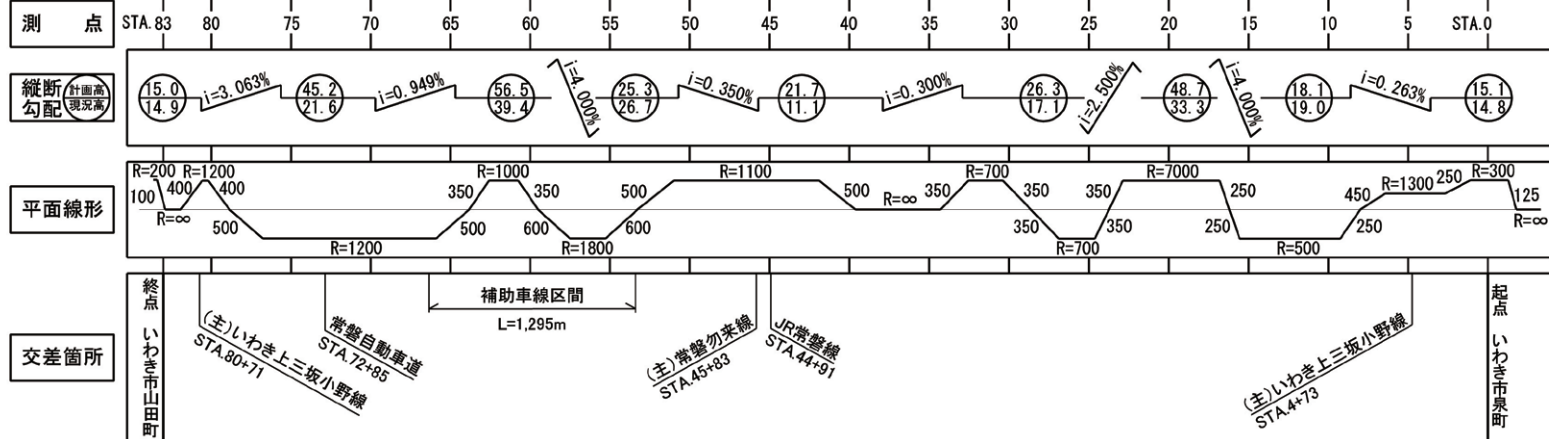 測点 STA.83 80 75 70 65 60 55 50 45 40 35 30 25 20 15 10 5 STA.0
縦断勾配 計画高 現況高
15.0 45.2 56.5 25.3 21.7 26.3 48.7 18.1 15.1
i=3.063% i=0.949% i=4.000% i=0.350% i=0.300% i=2.500% i=4.000% i=0.263%
14.9 21.6 39.4 26.7 11.1 17.1 33.3 19.0 14.8
平面線形
R=200 R=1200 R=1000 R=1100 R=700 R=7000 R=1300 R=300
100 400 400 350 350 500 500 350 350 350 250 450 250 125
R=∞ R=∞ R=∞
500 500 600 600 350 350 250 250
R=1200 R=1800 R=700 R=500
交差箇所
終点 いわき市山田町
(主)いわき上三坂小野線
STA.80+71
常磐自動車道
STA.72+85
補助車線区間
L=1,295m
(主)常磐勿来線
STA.45+83
JR常磐線
STA.44+91
(主)いわき上三坂小野線
STA.4+73
起点 いわき市泉町